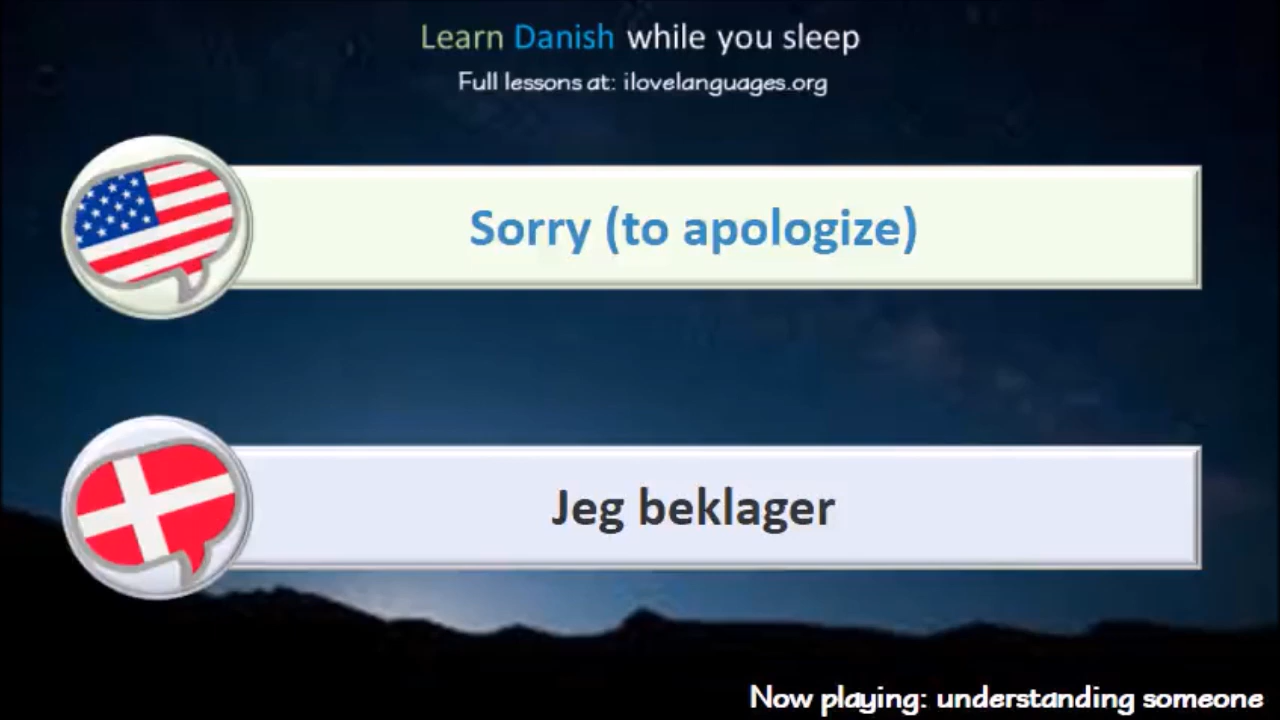 Learn Danish while you sleep
Full lessons at: ilovelanguages.org
Sorry (to apologize)
Jeg beklager
Now playing: understanding someone